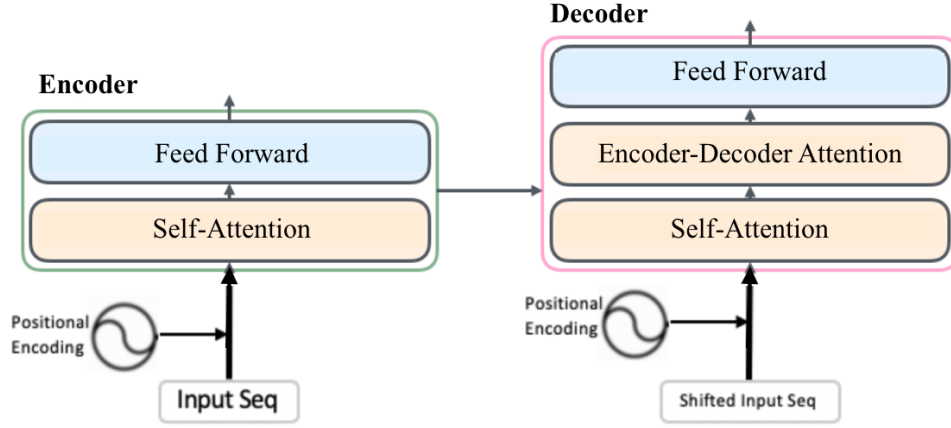 Encoder
Feed Forward
Self-Attention
Positional
Encoding
Input Seq
Decoder
Feed Forward
Encoder-Decoder Attention
Self-Attention
Positional
Encoding
Shifted Input Seq